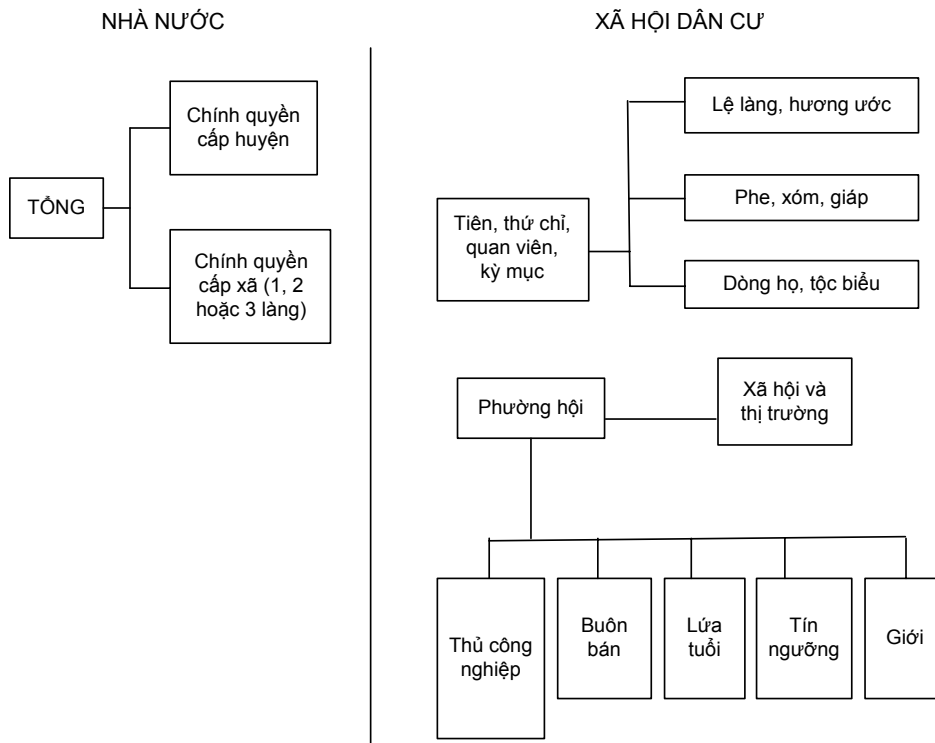 NHÀ NƯỚC
XÃ HỘI DÂN CƯ
Chính quyền
cấp huyện
TỔNG
Chính quyền
cấp xã (1, 2
hoặc 3 làng)
Lệ làng, hương ước
Phe, xóm, giáp
Tiên, thứ chỉ,
quan viên,
kỳ mục
Dòng họ, tộc biểu
Phường hội
Xã hội và
thị trường
Thủ công
nghiệp
Buôn
bán
Lứa
tuổi
Tín
ngưỡng
Giới